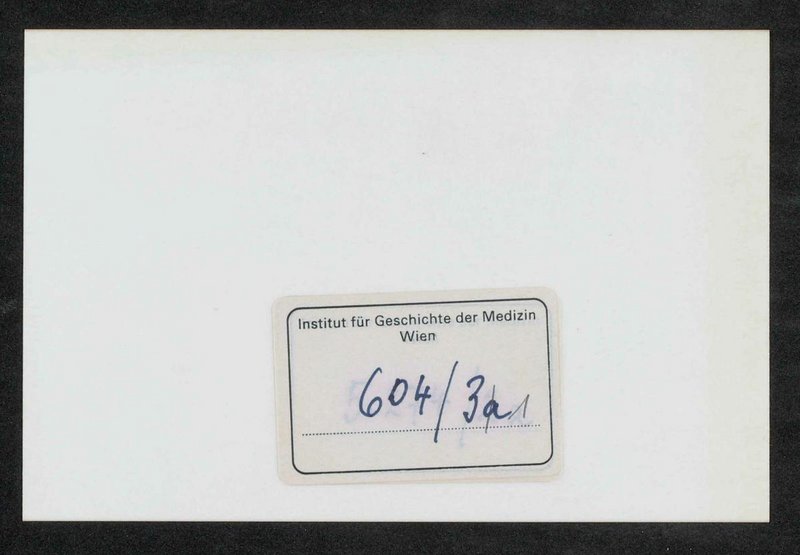 Institut für Geschichte der Medizin
Wien
604/3a1